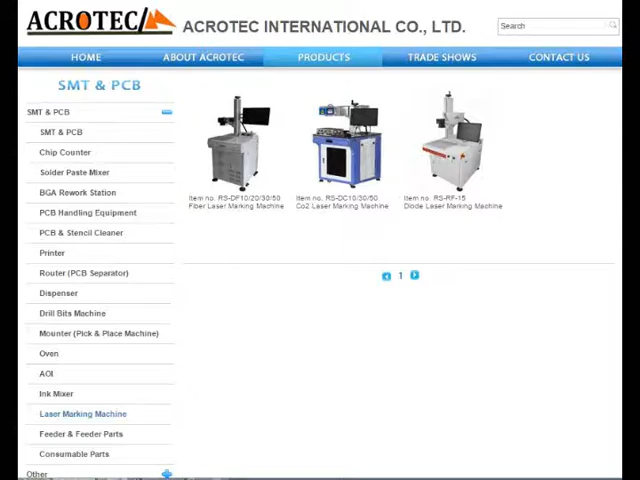 ACROTEC
ACROTEC INTERNATIONAL CO., LTD.
Search
HOME
ABOUT ACROTEC
PRODUCTS
TRADE SHOWS
CONTACT US
SMT & PCB
SMT & PCB
SMT & PCB
Chip Counter
Solder Paste Mixer
BGA Rework Station
PCB Handling Equipment
PCB & Stencil Cleaner
Printer
Router (PCB Separator)
Dispenser
Drill Bits Machine
Mounter (Pick & Place Machine)
Oven
AOI
Ink Mixer
Laser Marking Machine
Feeder & Feeder Parts
Consumable Parts
Other
Item no. RS-DF10/20/30/50
Fiber Laser Marking Machine
Item no. RS-DC10/30/50
Co2 Laser Marking Machine
Item no. RS-RF-15
Diode Laser Marking Machine
1